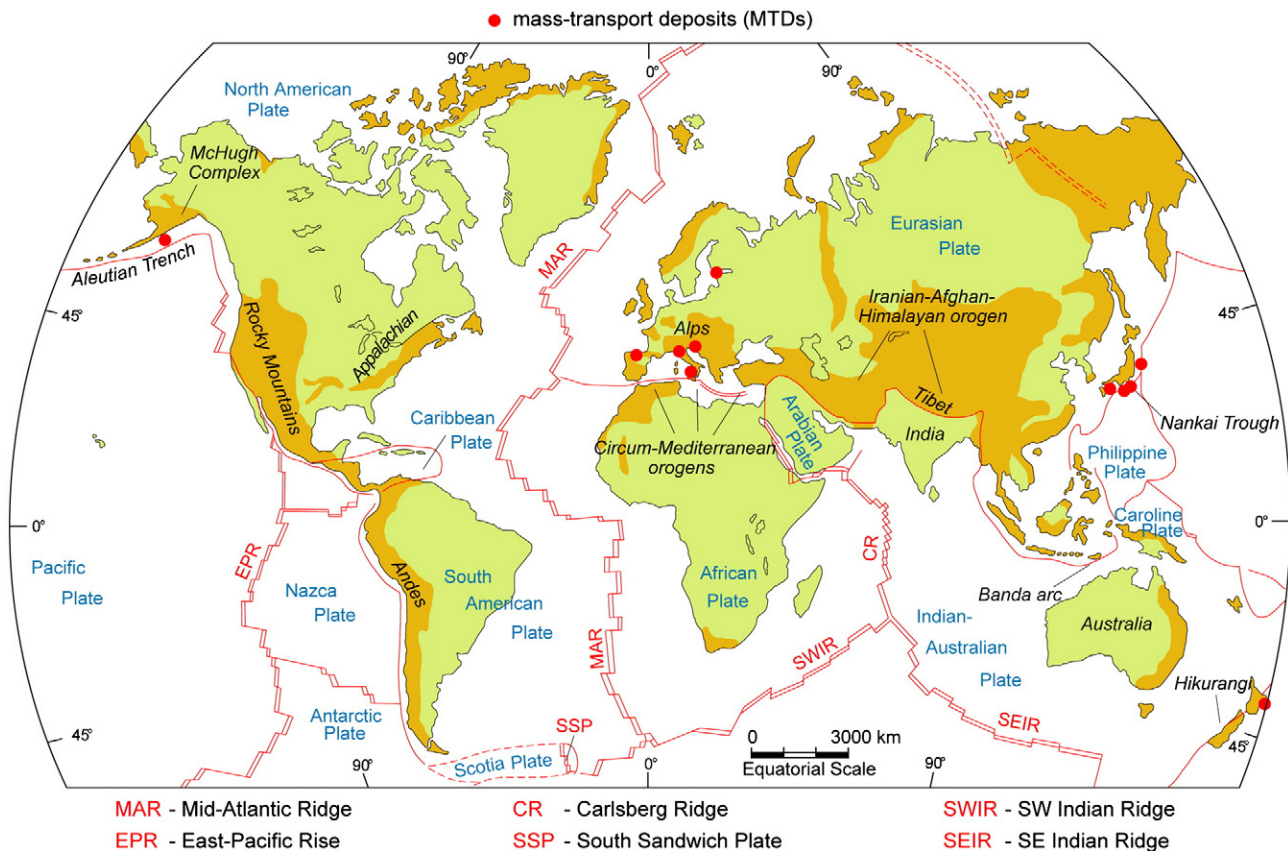 mass-transport deposits (MTDs)
90°
0°
90°
North American
Plate
McHugh
Complex
Eurasian
Plate
MAR
Aleutian Trench
Iranian-Afghan-
Himalayan orogen
45°
45°
Rocky Mountains
Appalachian
Alps
Tibet
Nankai Trough
Caribbean
Plate
Arabian
Plate
India
Circum-Mediterranean
orogens
Philippine
Plate
0°
Caroline
Plate
0°
Pacific
Plate
EPR
Nazca
Plate
Andes
South
American
Plate
African
Plate
CR
Banda arc
Indian-
Australian
Plate
Australia
MAR
SWIR
Hikurangi
Antarctic
Plate
SSP
SEIR
45°
Scotia Plate
0 3000 km
Equatorial Scale
45°
90°
0°
90°
MAR - Mid-Atlantic Ridge
CR - Carlsberg Ridge
SWIR - SW Indian Ridge
EPR - East-Pacific Rise
SSP - South Sandwich Plate
SEIR - SE Indian Ridge